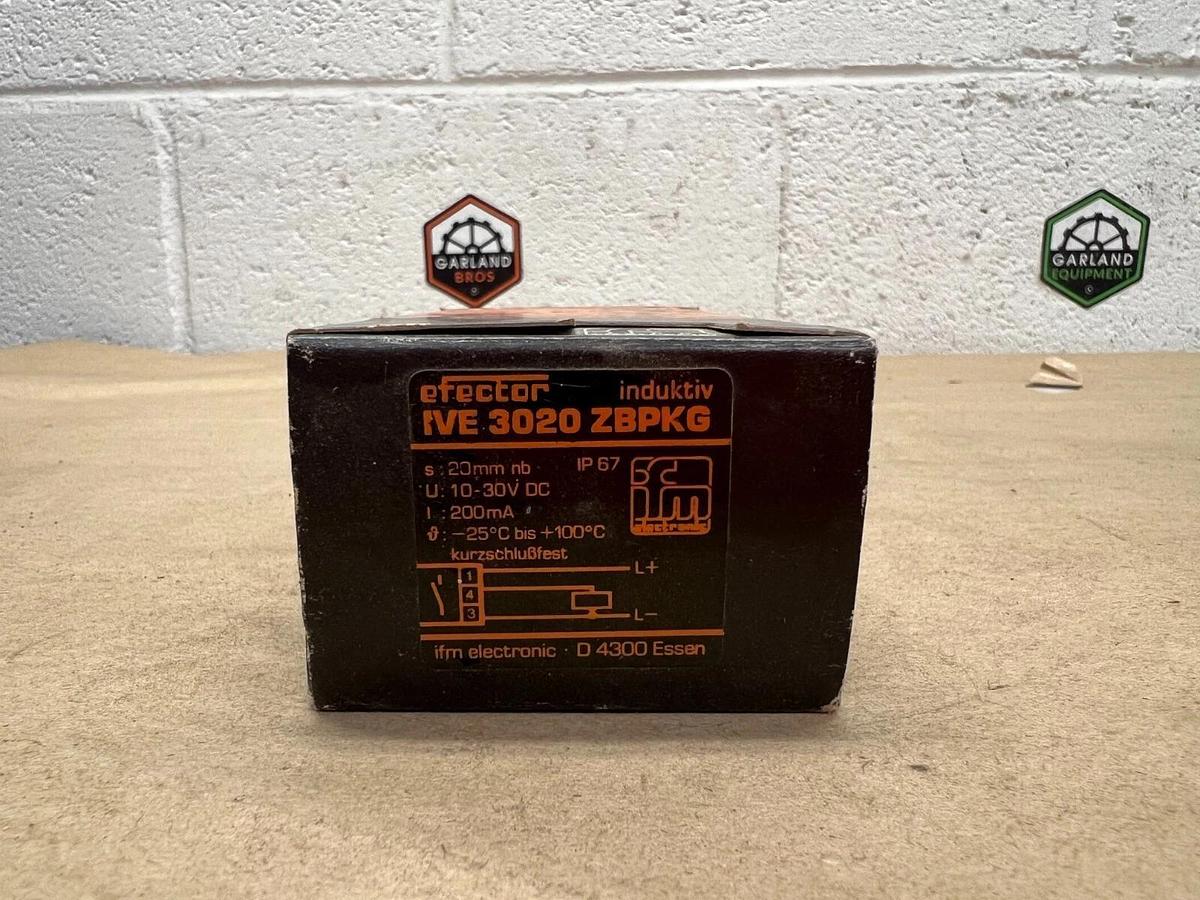 GARLAND
BROS
GARLAND
EQUIPMENT
efector induktiv
IVE 3020 ZBPKG
s : 20mm nb IP 67
U : 10-30V DC
I : 200mA
ϑ : −25°C bis +100°C
kurzschlußfest
ifm electronic
1 L+
4
3 L−
ifm electronic · D 4300 Essen